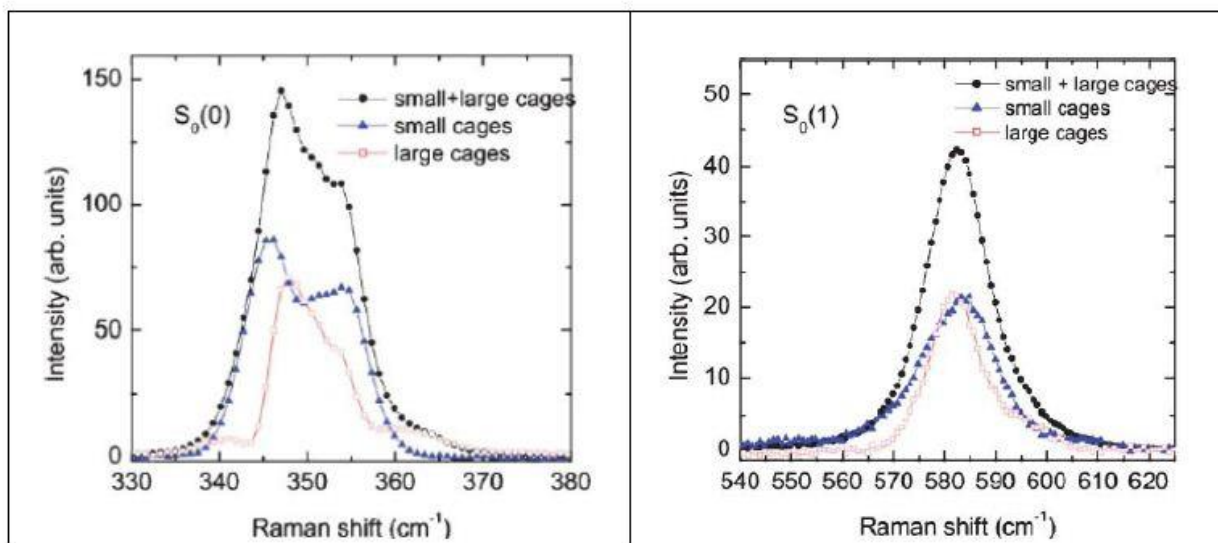 S₀(0)
small+large cages
small cages
large cages
150
100
50
0
Intensity (arb. units)
330 340 350 360 370 380
Raman shift (cm⁻¹)
S₀(1)
small + large cages
small cages
large cages
50
40
30
20
10
0
Intensity (arb. units)
540 550 560 570 580 590 600 610 620
Raman shift (cm⁻¹)